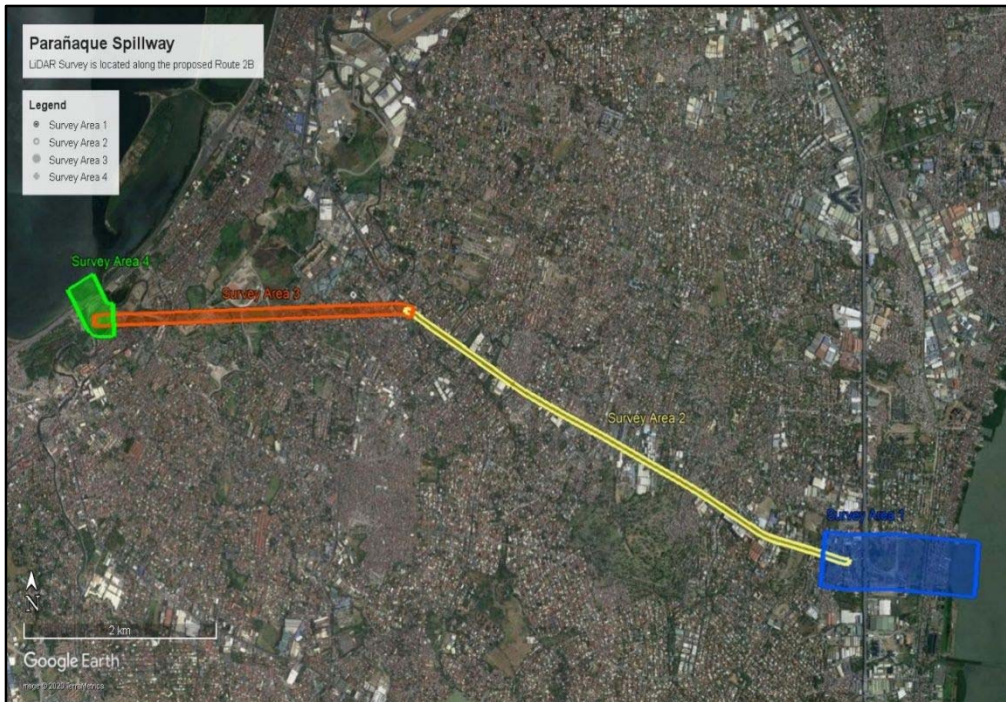 Parañaque Spillway
LiDAR Survey is located along the proposed Route 2B
Legend
Survey Area 1
Survey Area 2
Survey Area 3
Survey Area 4
Survey Area 4
Survey Area 3
Survey Area 2
Survey Area 1
N
2 km
Google Earth